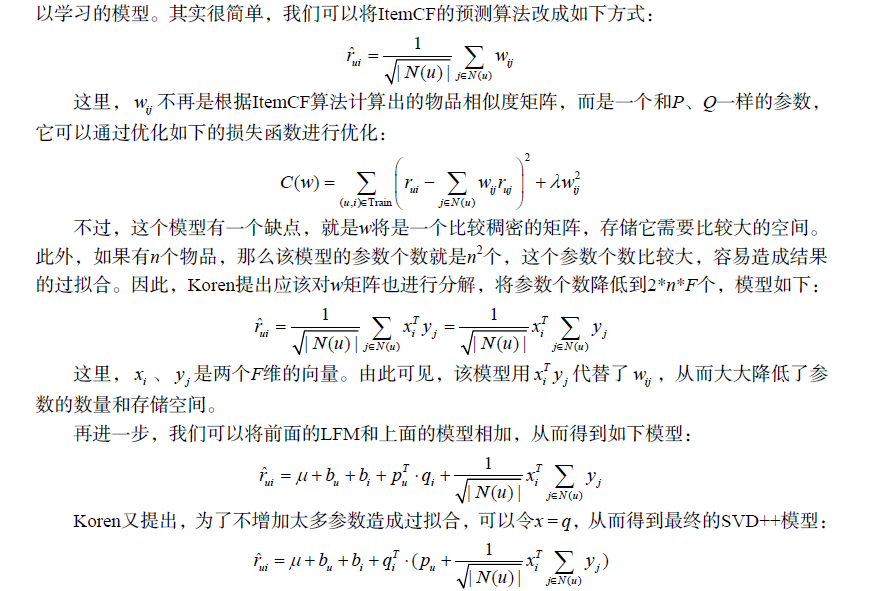 以学习的模型。其实很简单，我们可以将ItemCF的预测算法改成如下方式：
$\hat{r}_{ui} = \frac{1}{\sqrt{|N(u)|}} \sum_{j \in N(u)} w_{ij}$
这里，$w_{ij}$不再是根据ItemCF算法计算出的物品相似度矩阵，而是一个和P、Q一样的参数，
它可以通过优化如下的损失函数进行优化：
$C(w) = \sum_{(u,i) \in \text{Train}} \left( r_{ui} - \sum_{j \in N(u)} w_{ij} r_{uj} \right)^2 + \lambda w_{ij}^2$
不过，这个模型有一个缺点，就是w将是一个比较稠密的矩阵，存储它需要比较大的空间。
此外，如果有n个物品，那么该模型的参数个数就是$n^2$个，这个参数个数比较大，容易造成结果
的过拟合。因此，Koren提出应该对w矩阵也进行分解，将参数个数降低到2*n*F个，模型如下：
$\hat{r}_{ui} = \frac{1}{\sqrt{|N(u)|}} \sum_{j \in N(u)} x_i^T y_j = \frac{1}{\sqrt{|N(u)|}} x_i^T \sum_{j \in N(u)} y_j$
这里，$x_i$、$y_j$是两个F维的向量。由此可见，该模型用$x_i^T y_j$代替了$w_{ij}$，从而大大降低了参
数的数量和存储空间。
再进一步，我们可以将前面的LFM和上面的模型相加，从而得到如下模型：
$\hat{r}_{ui} = \mu + b_u + b_i + p_u^T \cdot q_i + \frac{1}{\sqrt{|N(u)|}} x_i^T \sum_{j \in N(u)} y_j$
Koren又提出，为了不增加太多参数造成过拟合，可以令x = q，从而得到最终的SVD++模型：
$\hat{r}_{ui} = \mu + b_u + b_i + q_i^T \cdot (p_u + \frac{1}{\sqrt{|N(u)|}} x_i^T \sum_{j \in N(u)} y_j)$